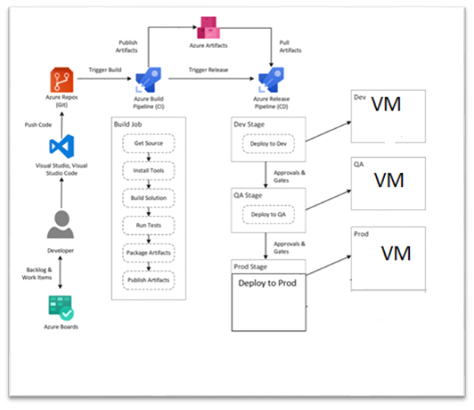 Publish
Artifacts
Azure Artifacts
Pull
Artifacts
Trigger Build
Trigger Release
Azure Repos
(Git)
Azure Build
Pipeline (CI)
Azure Release
Pipeline (CD)
Push Code
Visual Studio, Visual
Studio Code
Developer
Backlog &
Work Items
Azure Boards
Build Job
Get Source
Install Tools
Build Solution
Run Tests
Package Artifacts
Publish Artifacts
Dev Stage
Deploy to Dev
Approvals &
Gates
QA Stage
Deploy to QA
Approvals &
Gates
Prod Stage
Deploy to Prod
Dev
VM
QA
VM
Prod
VM